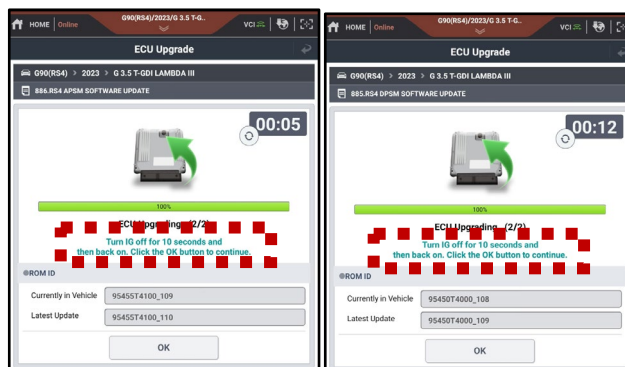 HOME Online
G90(RS4)/2023/G 3.5 T-G..
VCI
ECU Upgrade
G90(RS4) > 2023 > G 3.5 T-GDI LAMBDA III
886.RS4 APSM SOFTWARE UPDATE
00:05
100%
ECU Upgrading (2/2)
Turn IG off for 10 seconds and
then back on. Click the OK button to continue.
ROM ID
Currently in Vehicle 95455T4100_109
Latest Update 95455T4100_110
OK
HOME Online
G90(RS4)/2023/G 3.5 T-G..
VCI
ECU Upgrade
G90(RS4) > 2023 > G 3.5 T-GDI LAMBDA III
885.RS4 DPSM SOFTWARE UPDATE
00:12
100%
ECU Upgrading (2/2)
Turn IG off for 10 seconds and
then back on. Click the OK button to continue.
ROM ID
Currently in Vehicle 95450T4000_108
Latest Update 95450T4000_109
OK